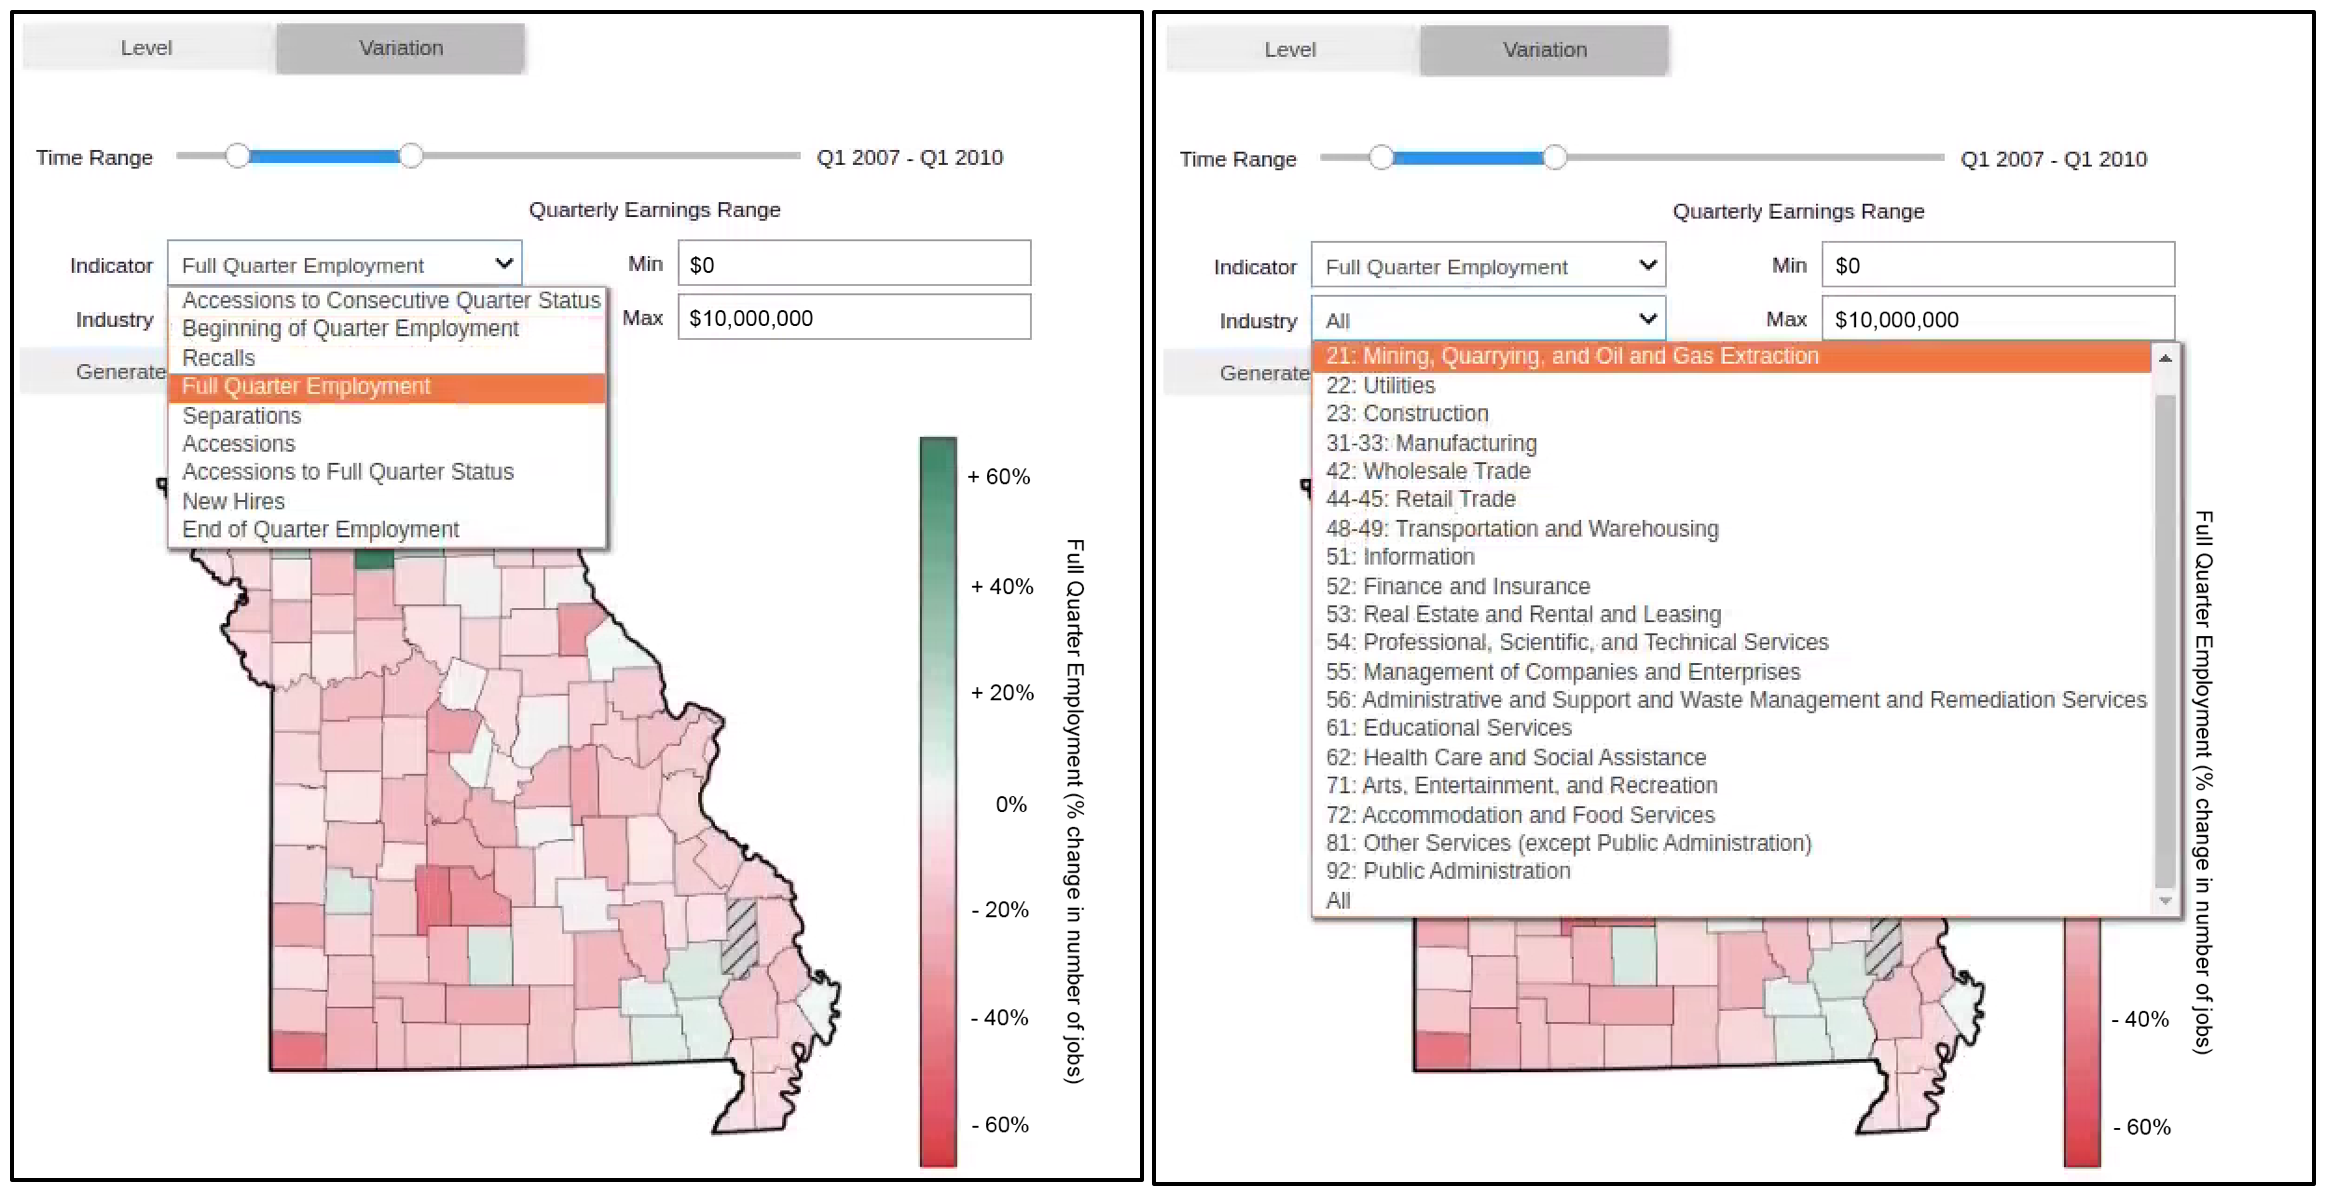 Level
Variation
Time Range
Q1 2007 - Q1 2010
Quarterly Earnings Range
Indicator
Full Quarter Employment
Min
$0
Accessions to Consecutive Quarter Status
Industry
Beginning of Quarter Employment
Max
$10,000,000
Recalls
Generate
Full Quarter Employment
Separations
Accessions
Accessions to Full Quarter Status
New Hires
End of Quarter Employment
+ 60%
+ 40%
+ 20%
0%
- 20%
- 40%
- 60%
Full Quarter Employment (% change in number of jobs)
Level
Variation
Time Range
Q1 2007 - Q1 2010
Quarterly Earnings Range
Indicator
Full Quarter Employment
Min
$0
Industry
All
Max
$10,000,000
Generate
21: Mining, Quarrying, and Oil and Gas Extraction
22: Utilities
23: Construction
31-33: Manufacturing
42: Wholesale Trade
44-45: Retail Trade
48-49: Transportation and Warehousing
51: Information
52: Finance and Insurance
53: Real Estate and Rental and Leasing
54: Professional, Scientific, and Technical Services
55: Management of Companies and Enterprises
56: Administrative and Support and Waste Management and Remediation Services
61: Educational Services
62: Health Care and Social Assistance
71: Arts, Entertainment, and Recreation
72: Accommodation and Food Services
81: Other Services (except Public Administration)
92: Public Administration
All
- 40%
- 60%
Full Quarter Employment (% change in number of jobs)